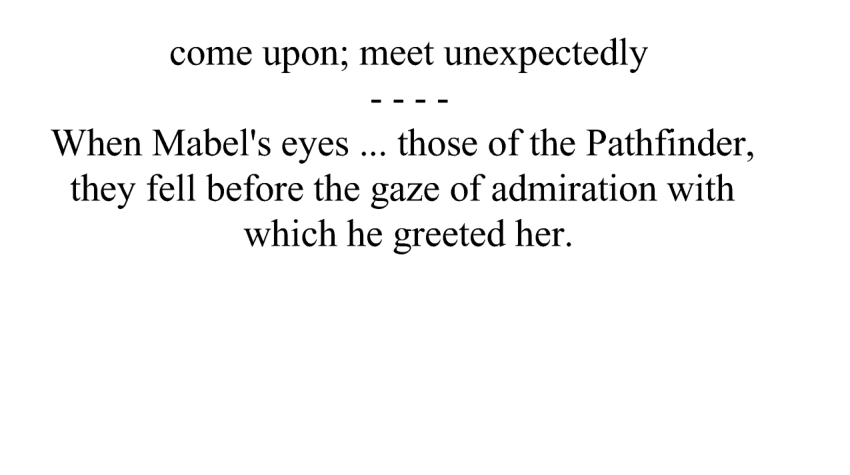 come upon; meet unexpectedly
- - - -
When Mabel's eyes ... those of the Pathfinder,
they fell before the gaze of admiration with
which he greeted her.